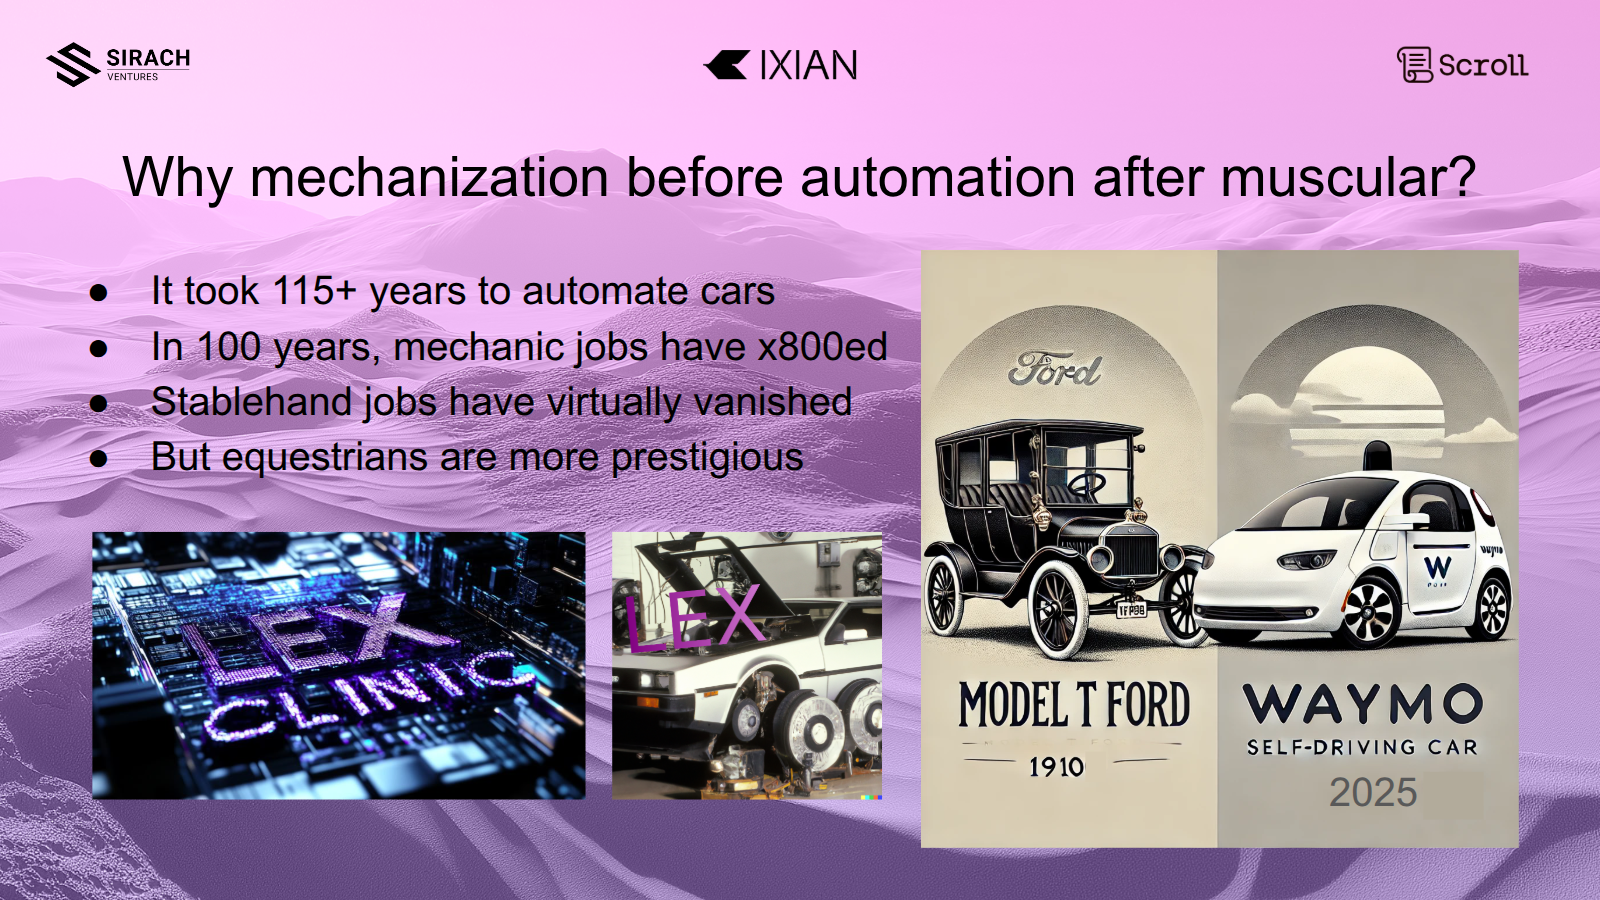 SIRACH
VENTURES
IXIAN
Scroll
Why mechanization before automation after muscular?
● It took 115+ years to automate cars
● In 100 years, mechanic jobs have x800ed
● Stablehand jobs have virtually vanished
● But equestrians are more prestigious
LEX
CLINIC
LEX
Ford
MODEL T FORD
1910
W
WAYMO
SELF-DRIVING CAR
2025